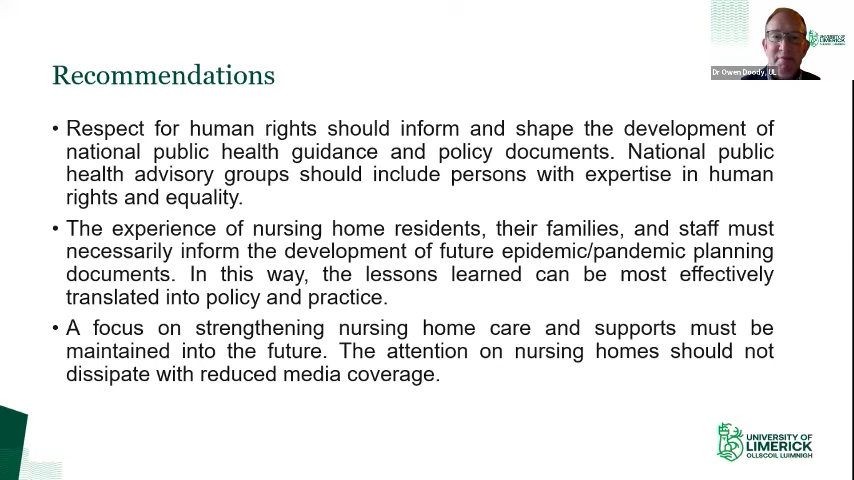 UNIVERSITY OF
LIMERICK
OLLSCOIL LUIMNIGH
Dr Owen Doody, UL
Recommendations
• Respect for human rights should inform and shape the development of
national public health guidance and policy documents. National public
health advisory groups should include persons with expertise in human
rights and equality.
• The experience of nursing home residents, their families, and staff must
necessarily inform the development of future epidemic/pandemic planning
documents. In this way, the lessons learned can be most effectively
translated into policy and practice.
• A focus on strengthening nursing home care and supports must be
maintained into the future. The attention on nursing homes should not
dissipate with reduced media coverage.
UNIVERSITY OF
LIMERICK
OLLSCOIL LUIMNIGH